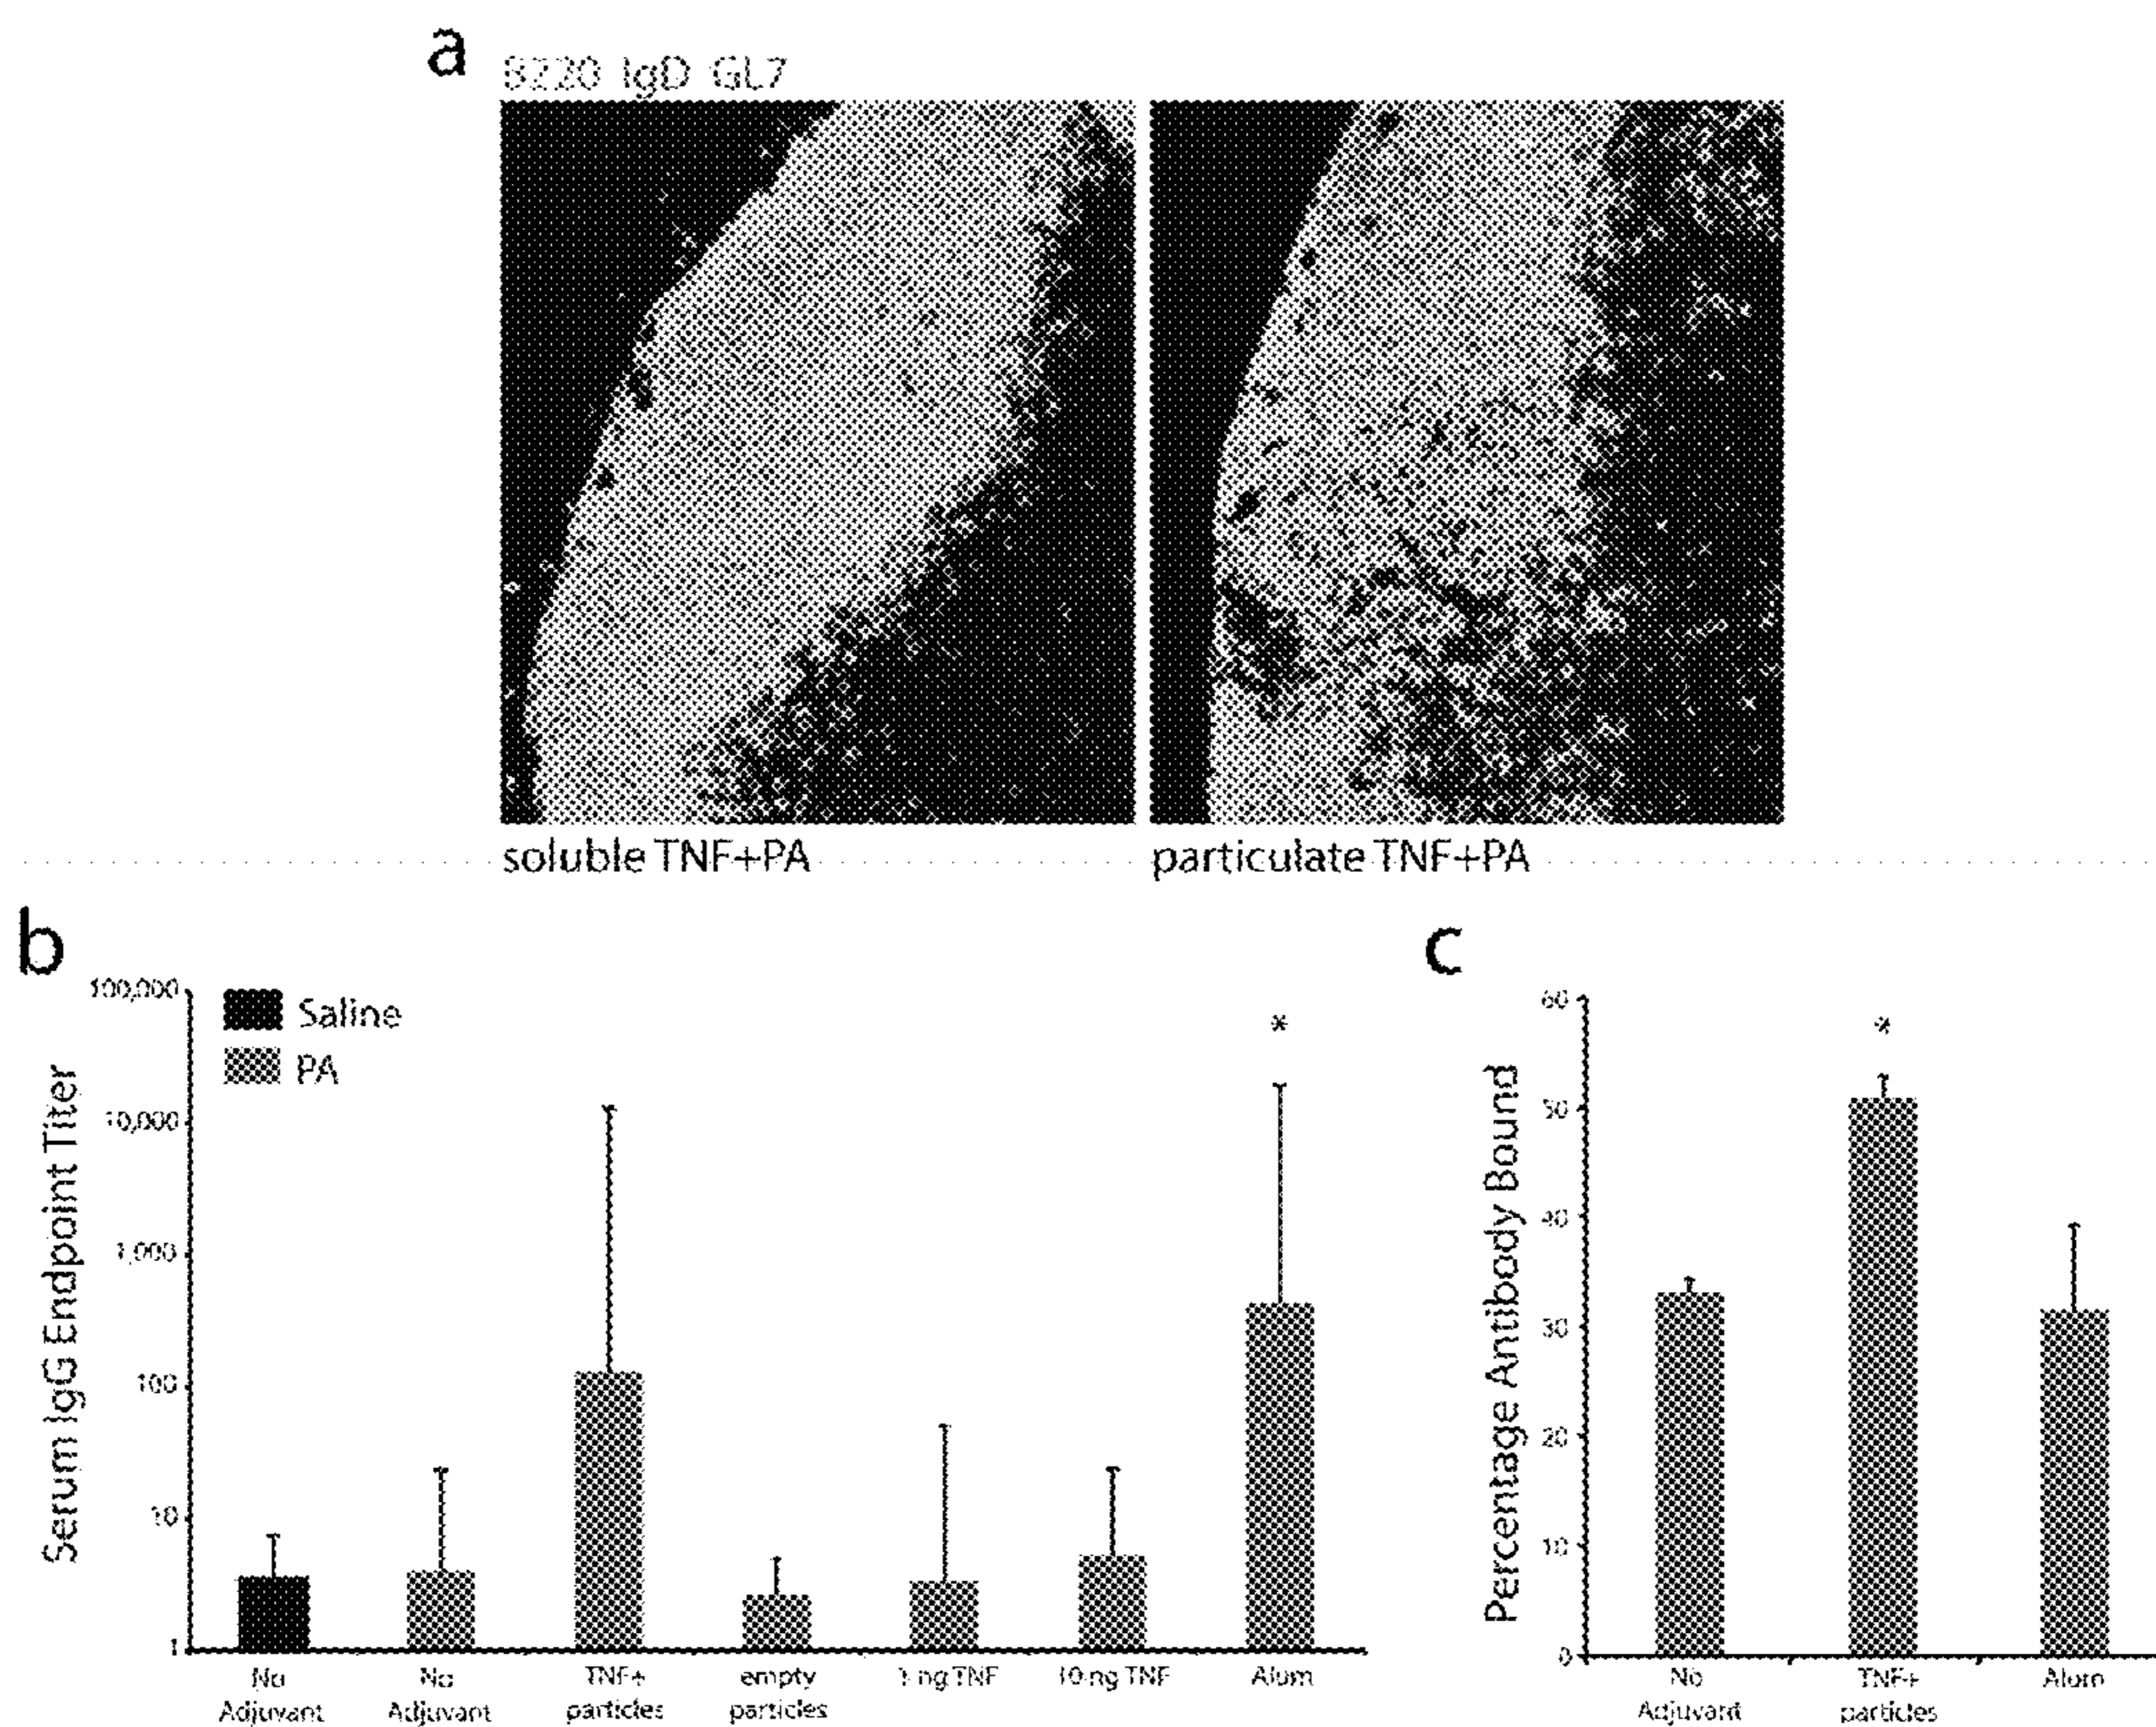 a
B220 IgD GL7
soluble TNF+PA
particulate TNF+PA
b
Serum IgG Endpoint Titer
100,000
10,000
1,000
100
10
1
Saline
PA
*
*
No Adjuvant
No Adjuvant
TNF+ particles
empty particles
1 ng TNF
10 ng TNF
Alum
c
Percentage Antibody Bound
60
50
40
30
20
10
0
No Adjuvant
TNF+ particles
Alum